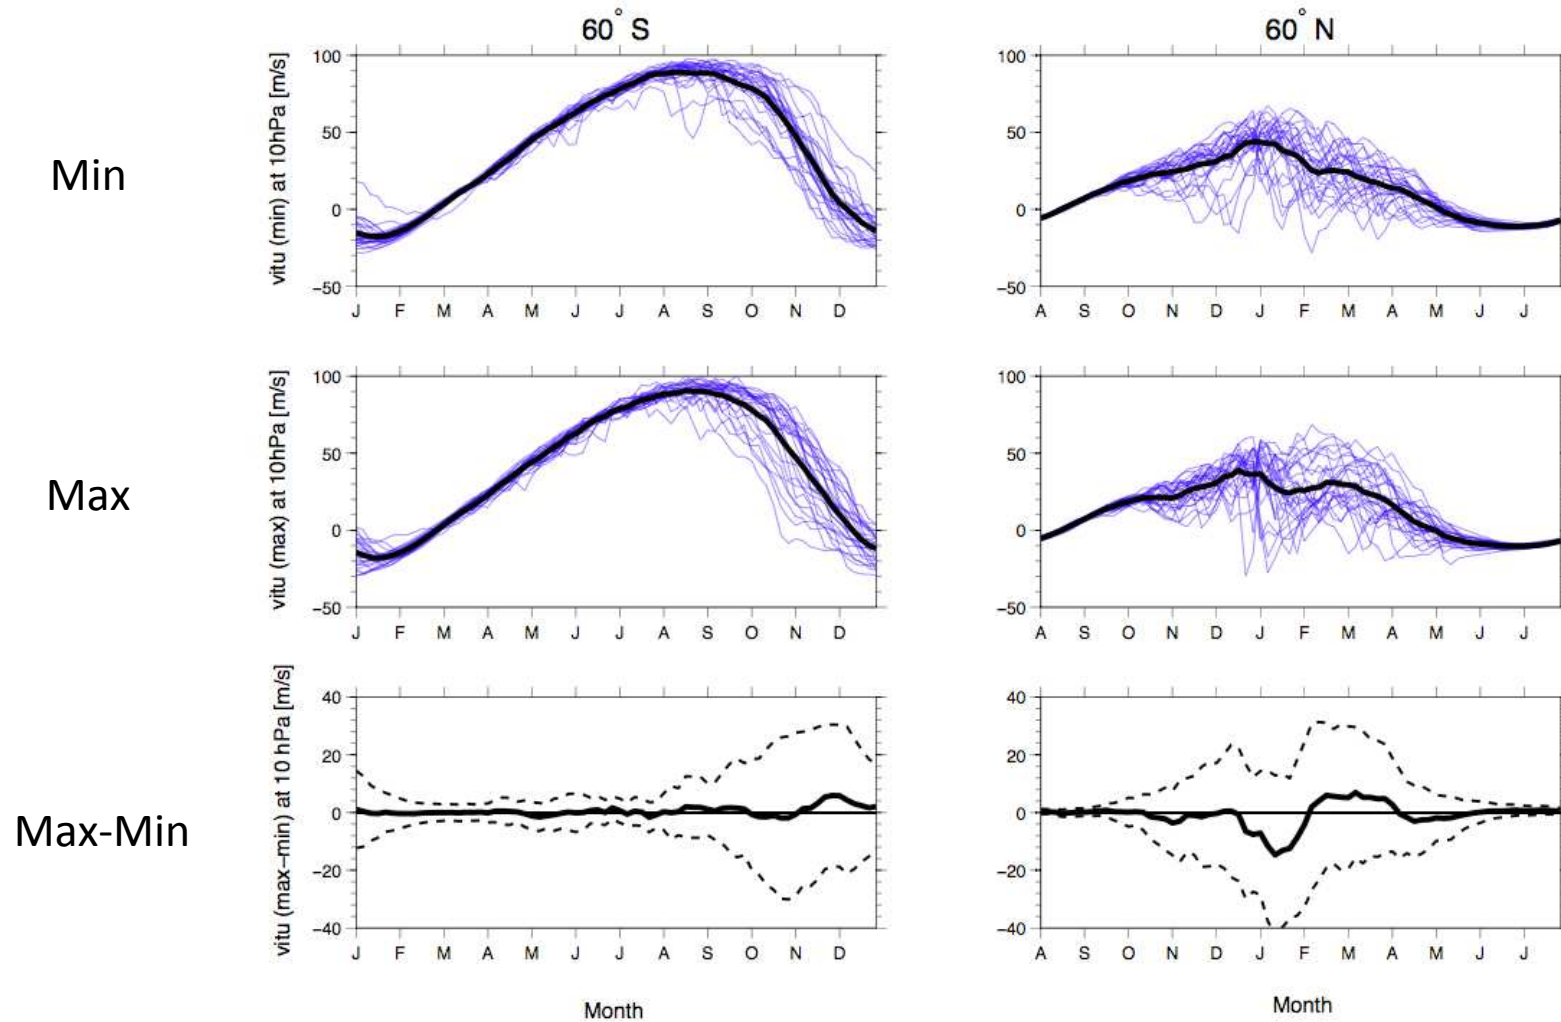 60° S
60° N
Min
vitu (min) at 10hPa [m/s]
100
50
0
−50
J F M A M J J A S O N D
100
50
0
−50
A S O N D J F M A M J J
Max
vitu (max) at 10hPa [m/s]
100
50
0
−50
J F M A M J J A S O N D
100
50
0
−50
A S O N D J F M A M J J
Max-Min
vitu (max−min) at 10 hPa [m/s]
40
20
0
−20
−40
J F M A M J J A S O N D
Month
40
20
0
−20
−40
A S O N D J F M A M J J
Month